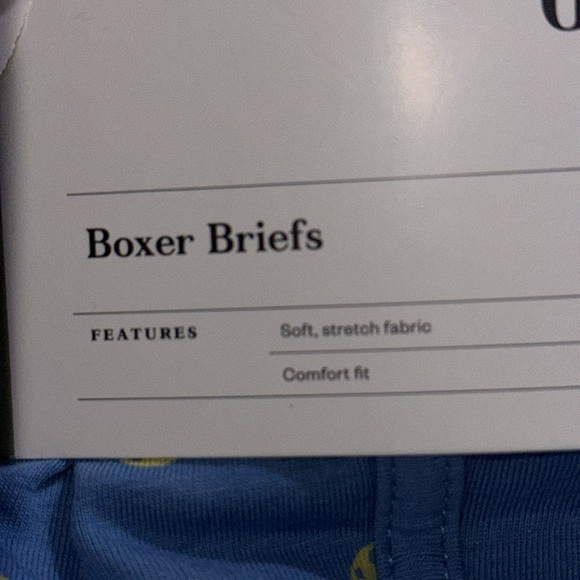 Boxer Briefs
FEATURES Soft, stretch fabric
Comfort fit